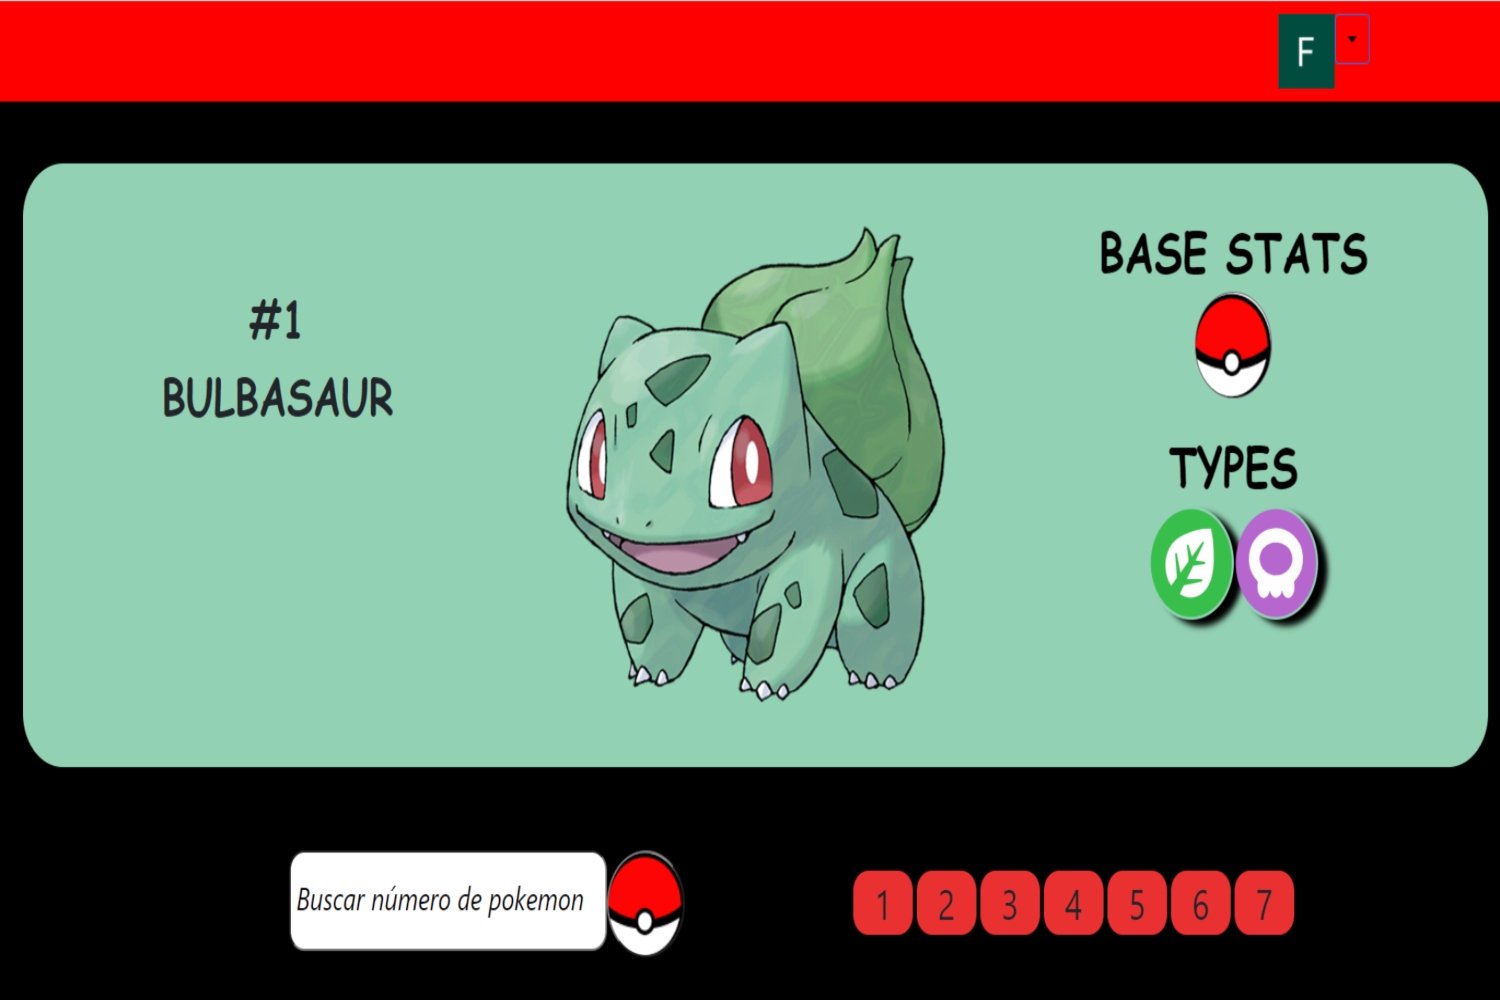 F
#1
BULBASAUR
BASE STATS
TYPES
Buscar número de pokemon
1 2 3 4 5 6 7